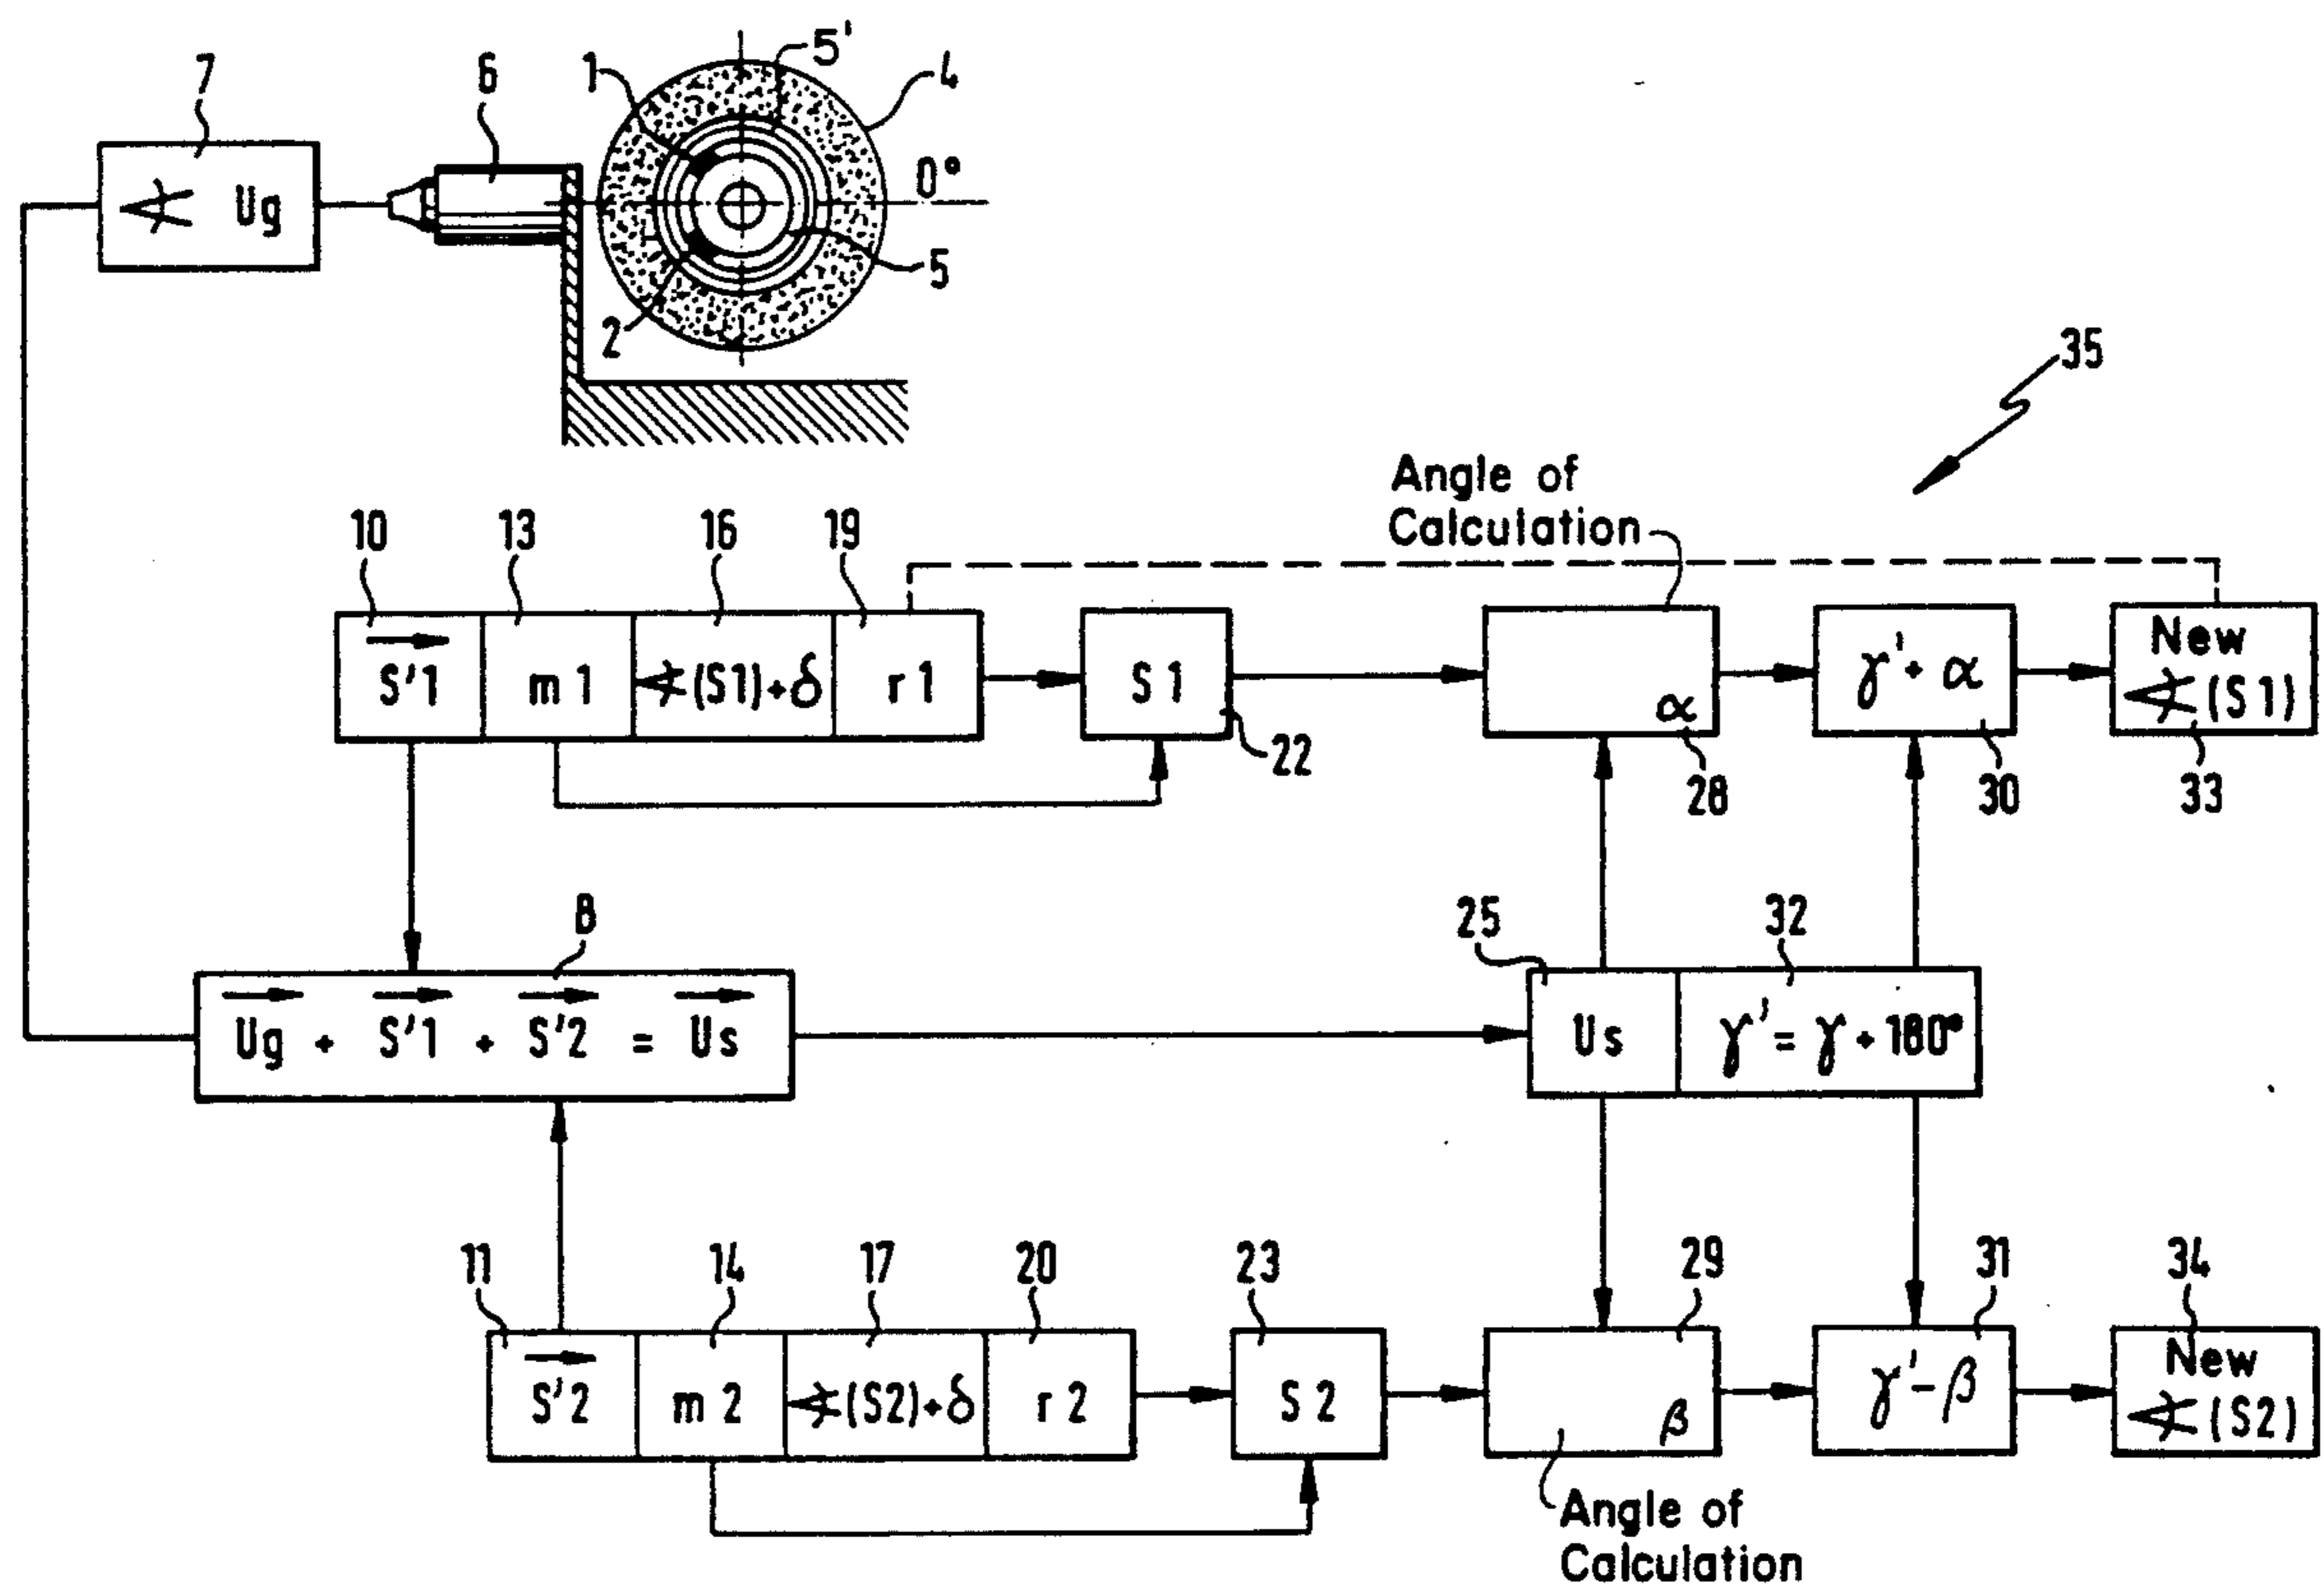 7
6
1
5'
4
0°
5
2
∢ Ug
35
Angle of
Calculation
10
13
16
19
S'1
m 1
∢(S1)+δ
r 1
S 1
22
α
28
γ' + α
30
New
∢(S1)
33
8
Ug + S'1 + S'2 = Us
25
32
Us
γ' = γ + 180°
11
14
17
20
23
29
31
34
S'2
m 2
∢(S2)+δ
r 2
S 2
β
γ' - β
New
∢(S2)
Angle of
Calculation